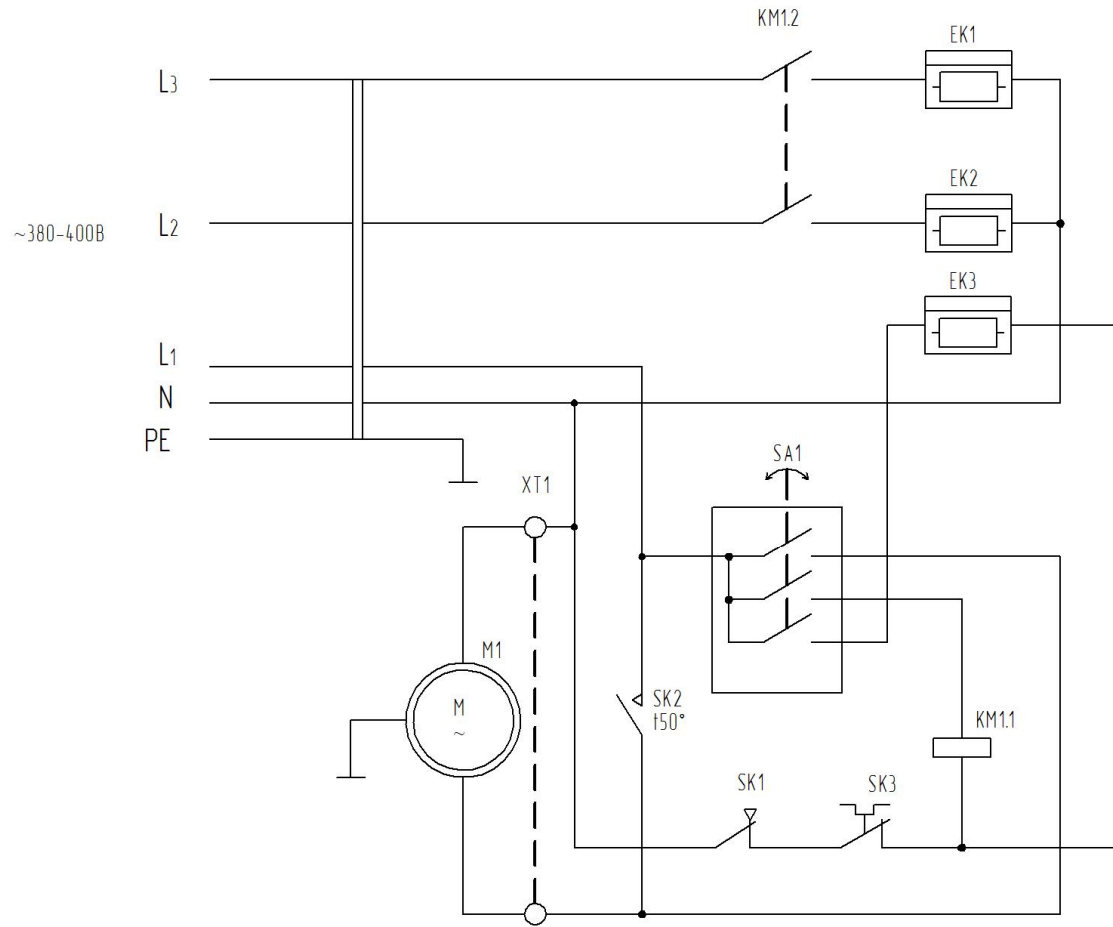 KM1.2
EK1
L3
EK2
L2
~380-400В
EK3
L1
N
PE
SA1
XT1
M1
M
~
SK2
t50°
KM1.1
SK1
SK3